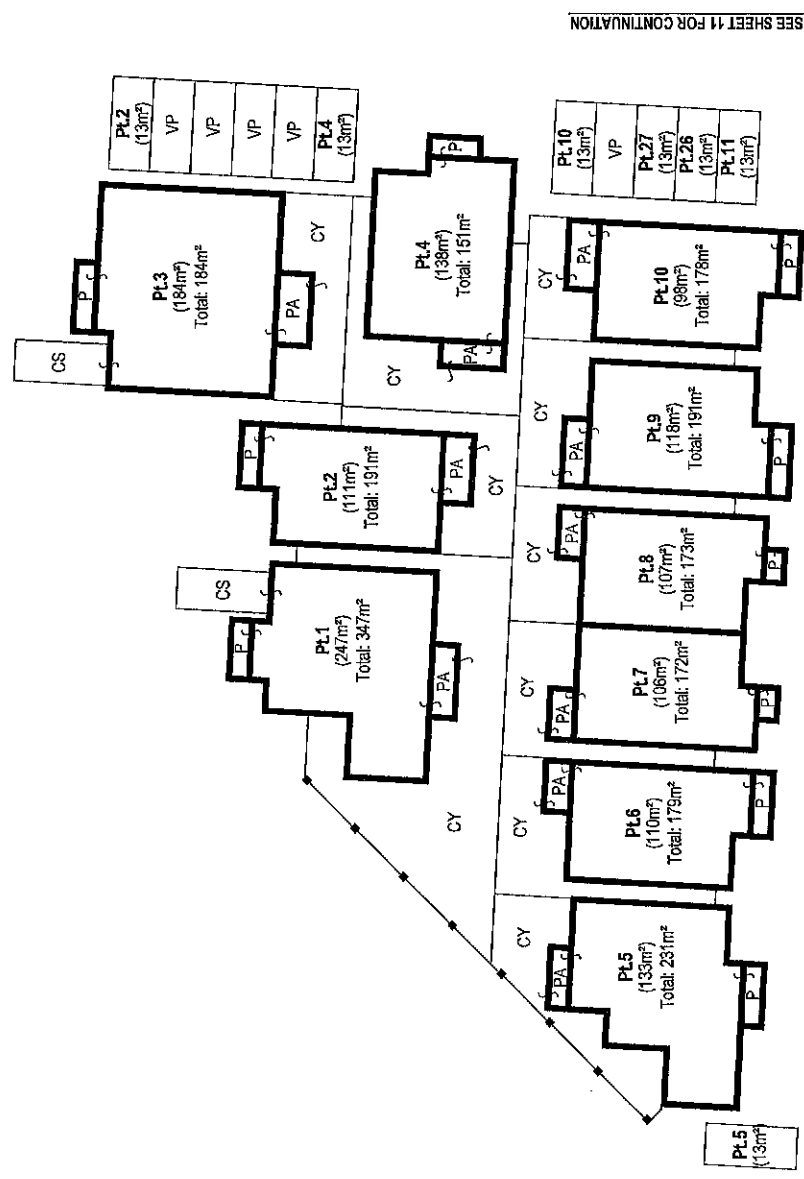 SEE SHEET 11 FOR CONTINUATION
Pt.2
(13m²)
VP
VP
VP
VP
Pt.4
(13m²)
Pt.10
(13m²)
VP
Pt.27
(13m²)
Pt.26
(13m²)
Pt.11
(13m²)
CS
P
Pt.3
(184m²)
Total: 184m²
PA
CY
P
Pt.4
(138m²)
Total: 151m²
PA
CY
P
Pt.2
(111m²)
Total: 191m²
PA
CY
CS
P
Pt.1
(247m²)
Total: 347m²
PA
CY
CY
PA
Pt.10
(98m²)
Total: 178m²
P
CY
PA
Pt.9
(118m²)
Total: 191m²
P
CY
PA
Pt.8
(107m²)
Total: 173m²
P
CY
PA
Pt.7
(106m²)
Total: 172m²
P
CY
PA
Pt.6
(110m²)
Total: 179m²
P
CY
PA
Pt.5
(133m²)
Total: 231m²
P
Pt.5
(13m²)